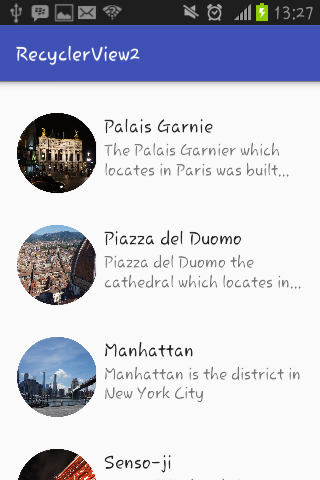 13:27
RecyclerView2
Palais Garnie
The Palais Garnier which
locates in Paris was built...
Piazza del Duomo
Piazza del Duomo the
cathedral which locates in...
Manhattan
Manhattan is the district in
New York City
Senso-ji